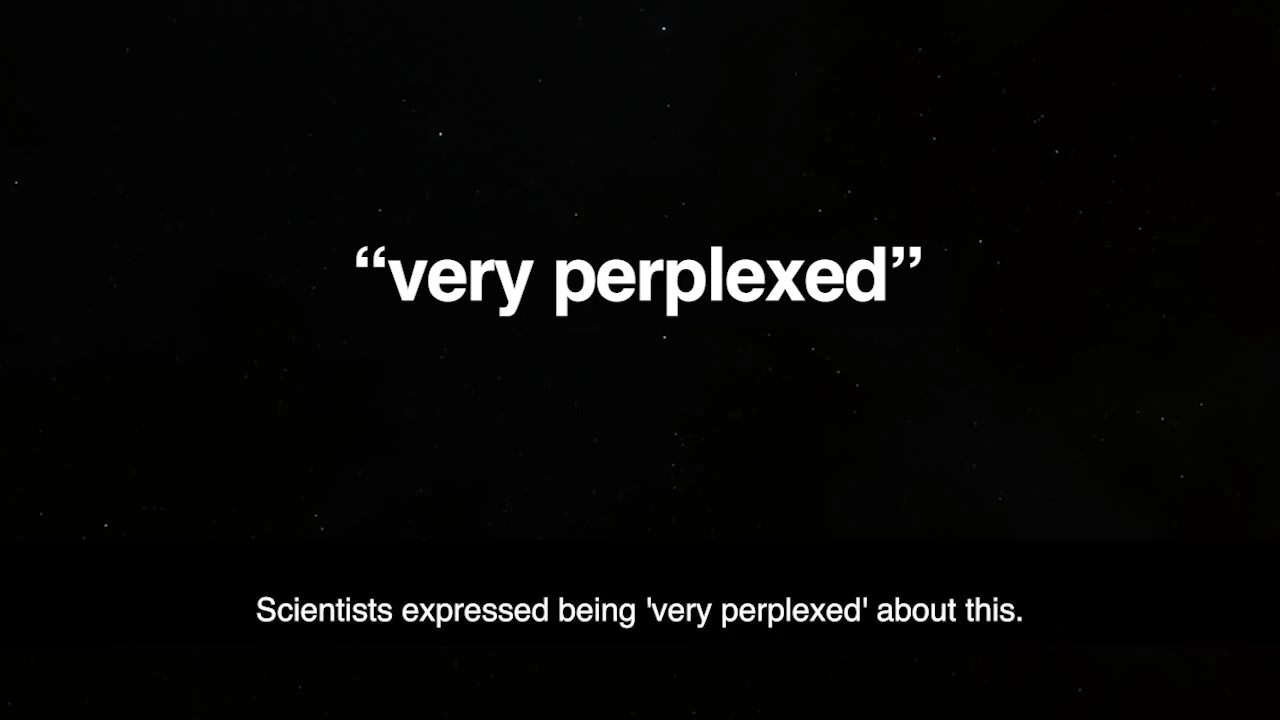 “very perplexed”
Scientists expressed being 'very perplexed' about this.